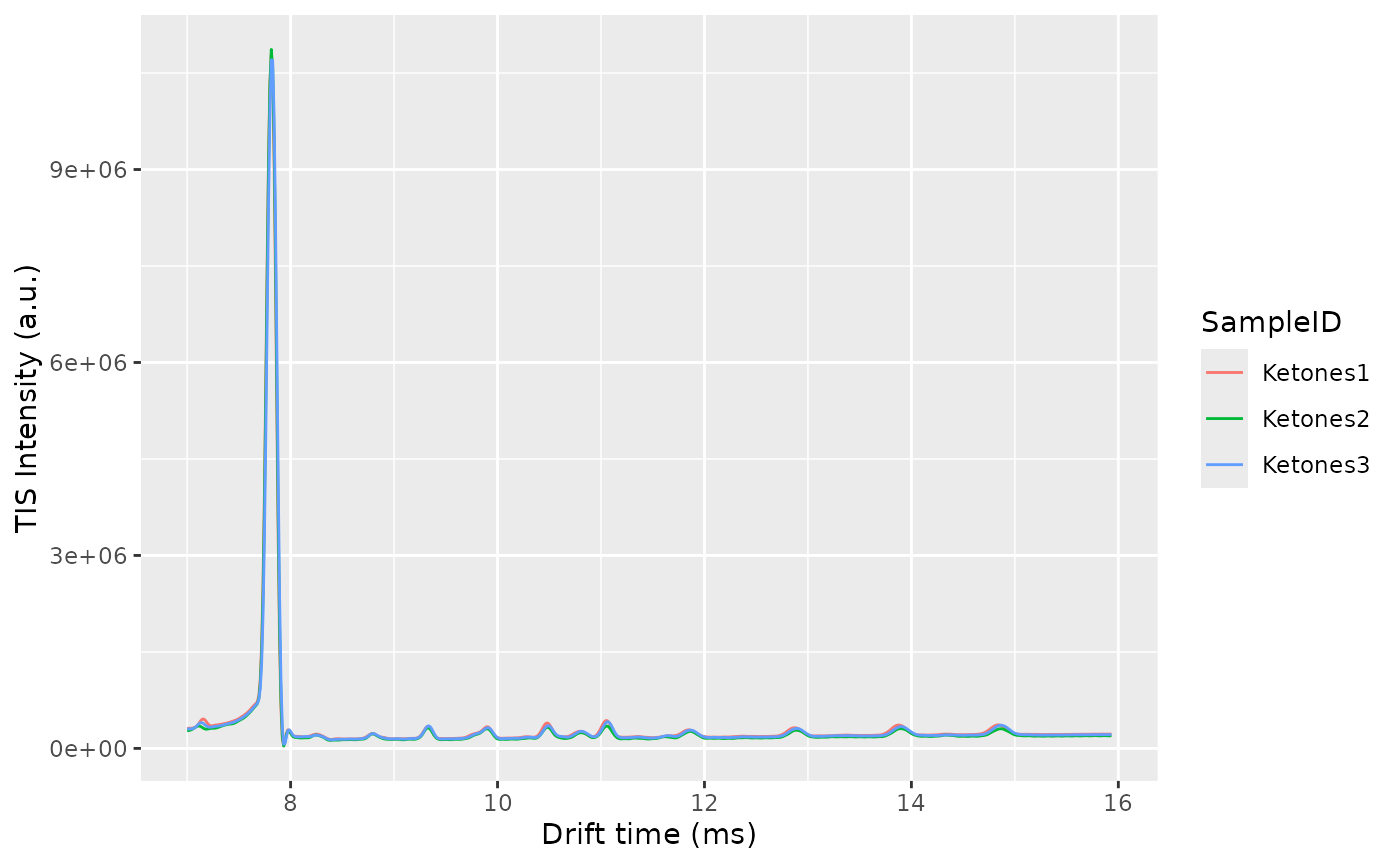 TIS Intensity (a.u.)
9e+06
6e+06
3e+06
0e+00
8
10
12
14
16
Drift time (ms)
SampleID
Ketones1
Ketones2
Ketones3